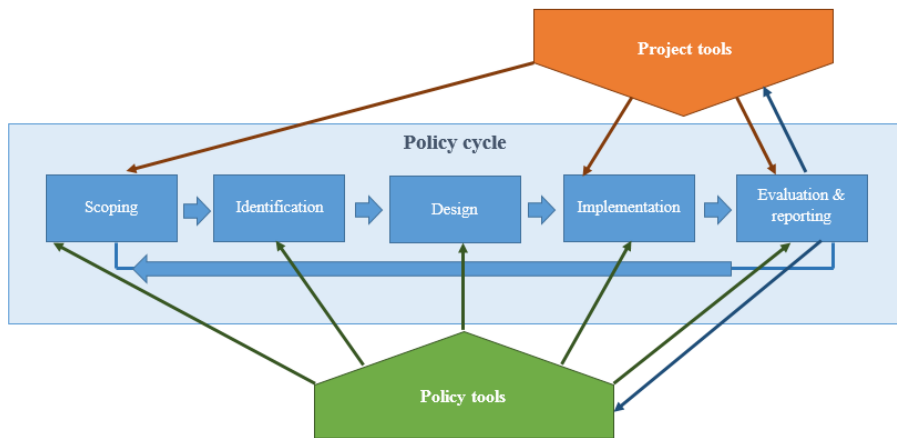 Project tools
Policy cycle
Scoping
Identification
Design
Implementation
Evaluation &
reporting
Policy tools